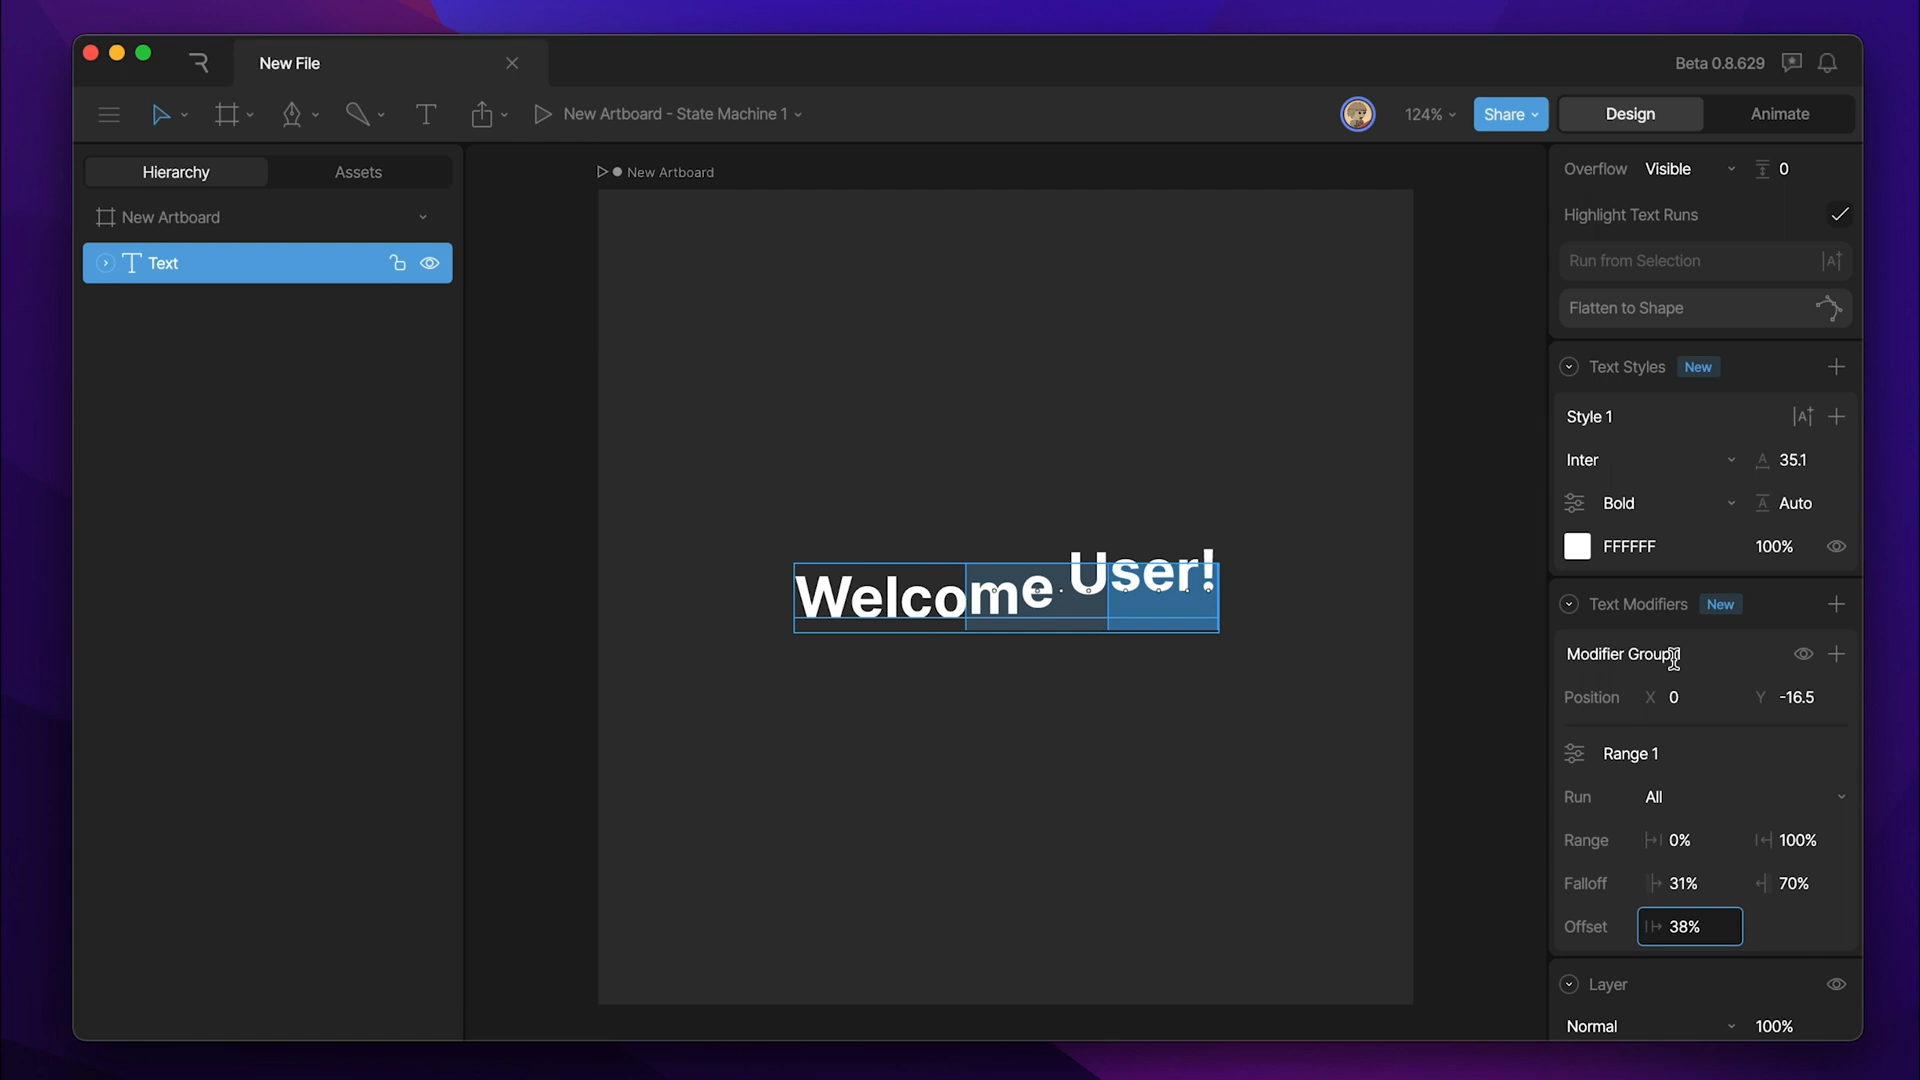 New File
Beta 0.8.629
New Artboard - State Machine 1
124%
Share
Design
Animate
Hierarchy
Assets
New Artboard
Text
New Artboard
Welcome User!
Overflow Visible 0
Highlight Text Runs
Run from Selection
Flatten to Shape
Text Styles New
Style 1
Inter 35.1
Bold Auto
FFFFFF 100%
Text Modifiers New
Modifier Group
Position X 0 Y -16.5
Range 1
Run All
Range 0% 100%
Falloff 31% 70%
Offset 38%
Layer
Normal 100%